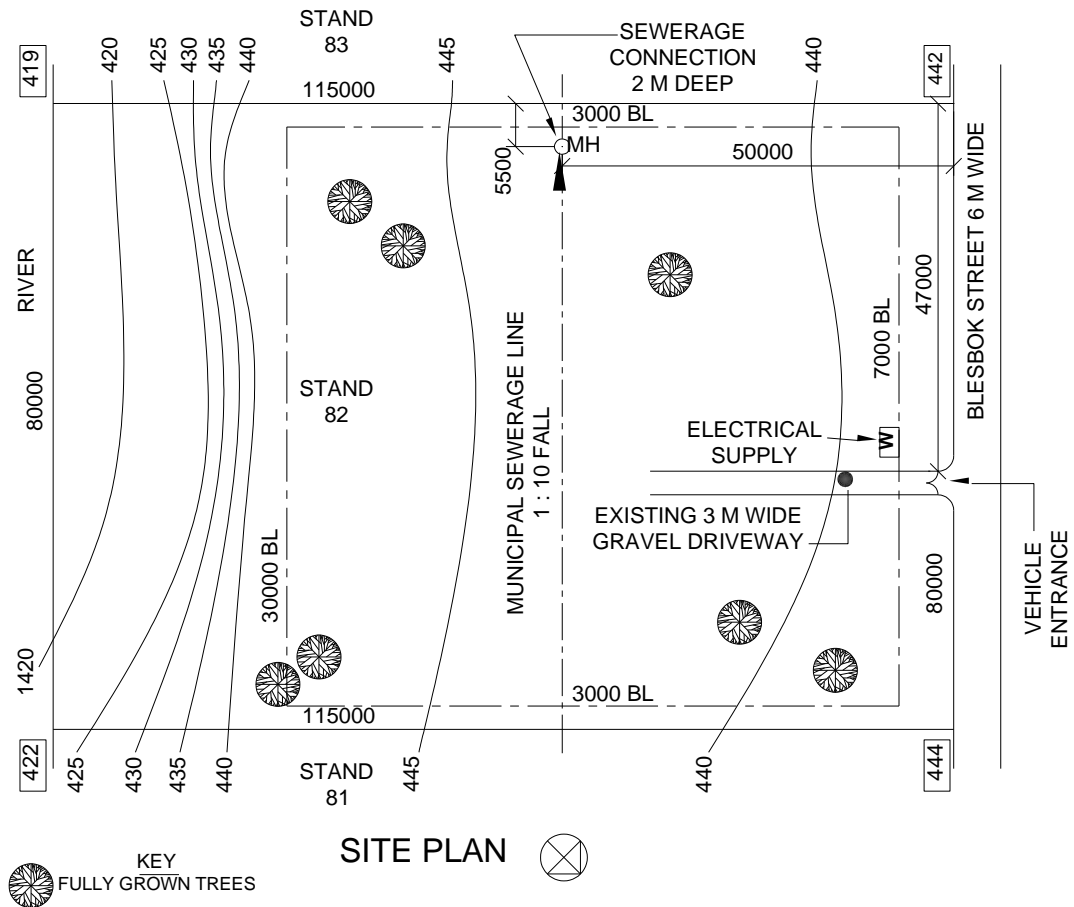 STAND
83
SEWERAGE
CONNECTION
2 M DEEP
419
420
425
430
435
440
445
440
442
115000
3000 BL
MH
5500
50000
RIVER
80000
STAND
82
MUNICIPAL SEWERAGE LINE
1 : 10 FALL
7000 BL
47000
BLESBOK STREET 6 M WIDE
ELECTRICAL
SUPPLY
W
EXISTING 3 M WIDE
GRAVEL DRIVEWAY
80000
VEHICLE
ENTRANCE
30000 BL
1420
3000 BL
115000
422
425
430
435
440
445
440
444
STAND
81
SITE PLAN
KEY
FULLY GROWN TREES